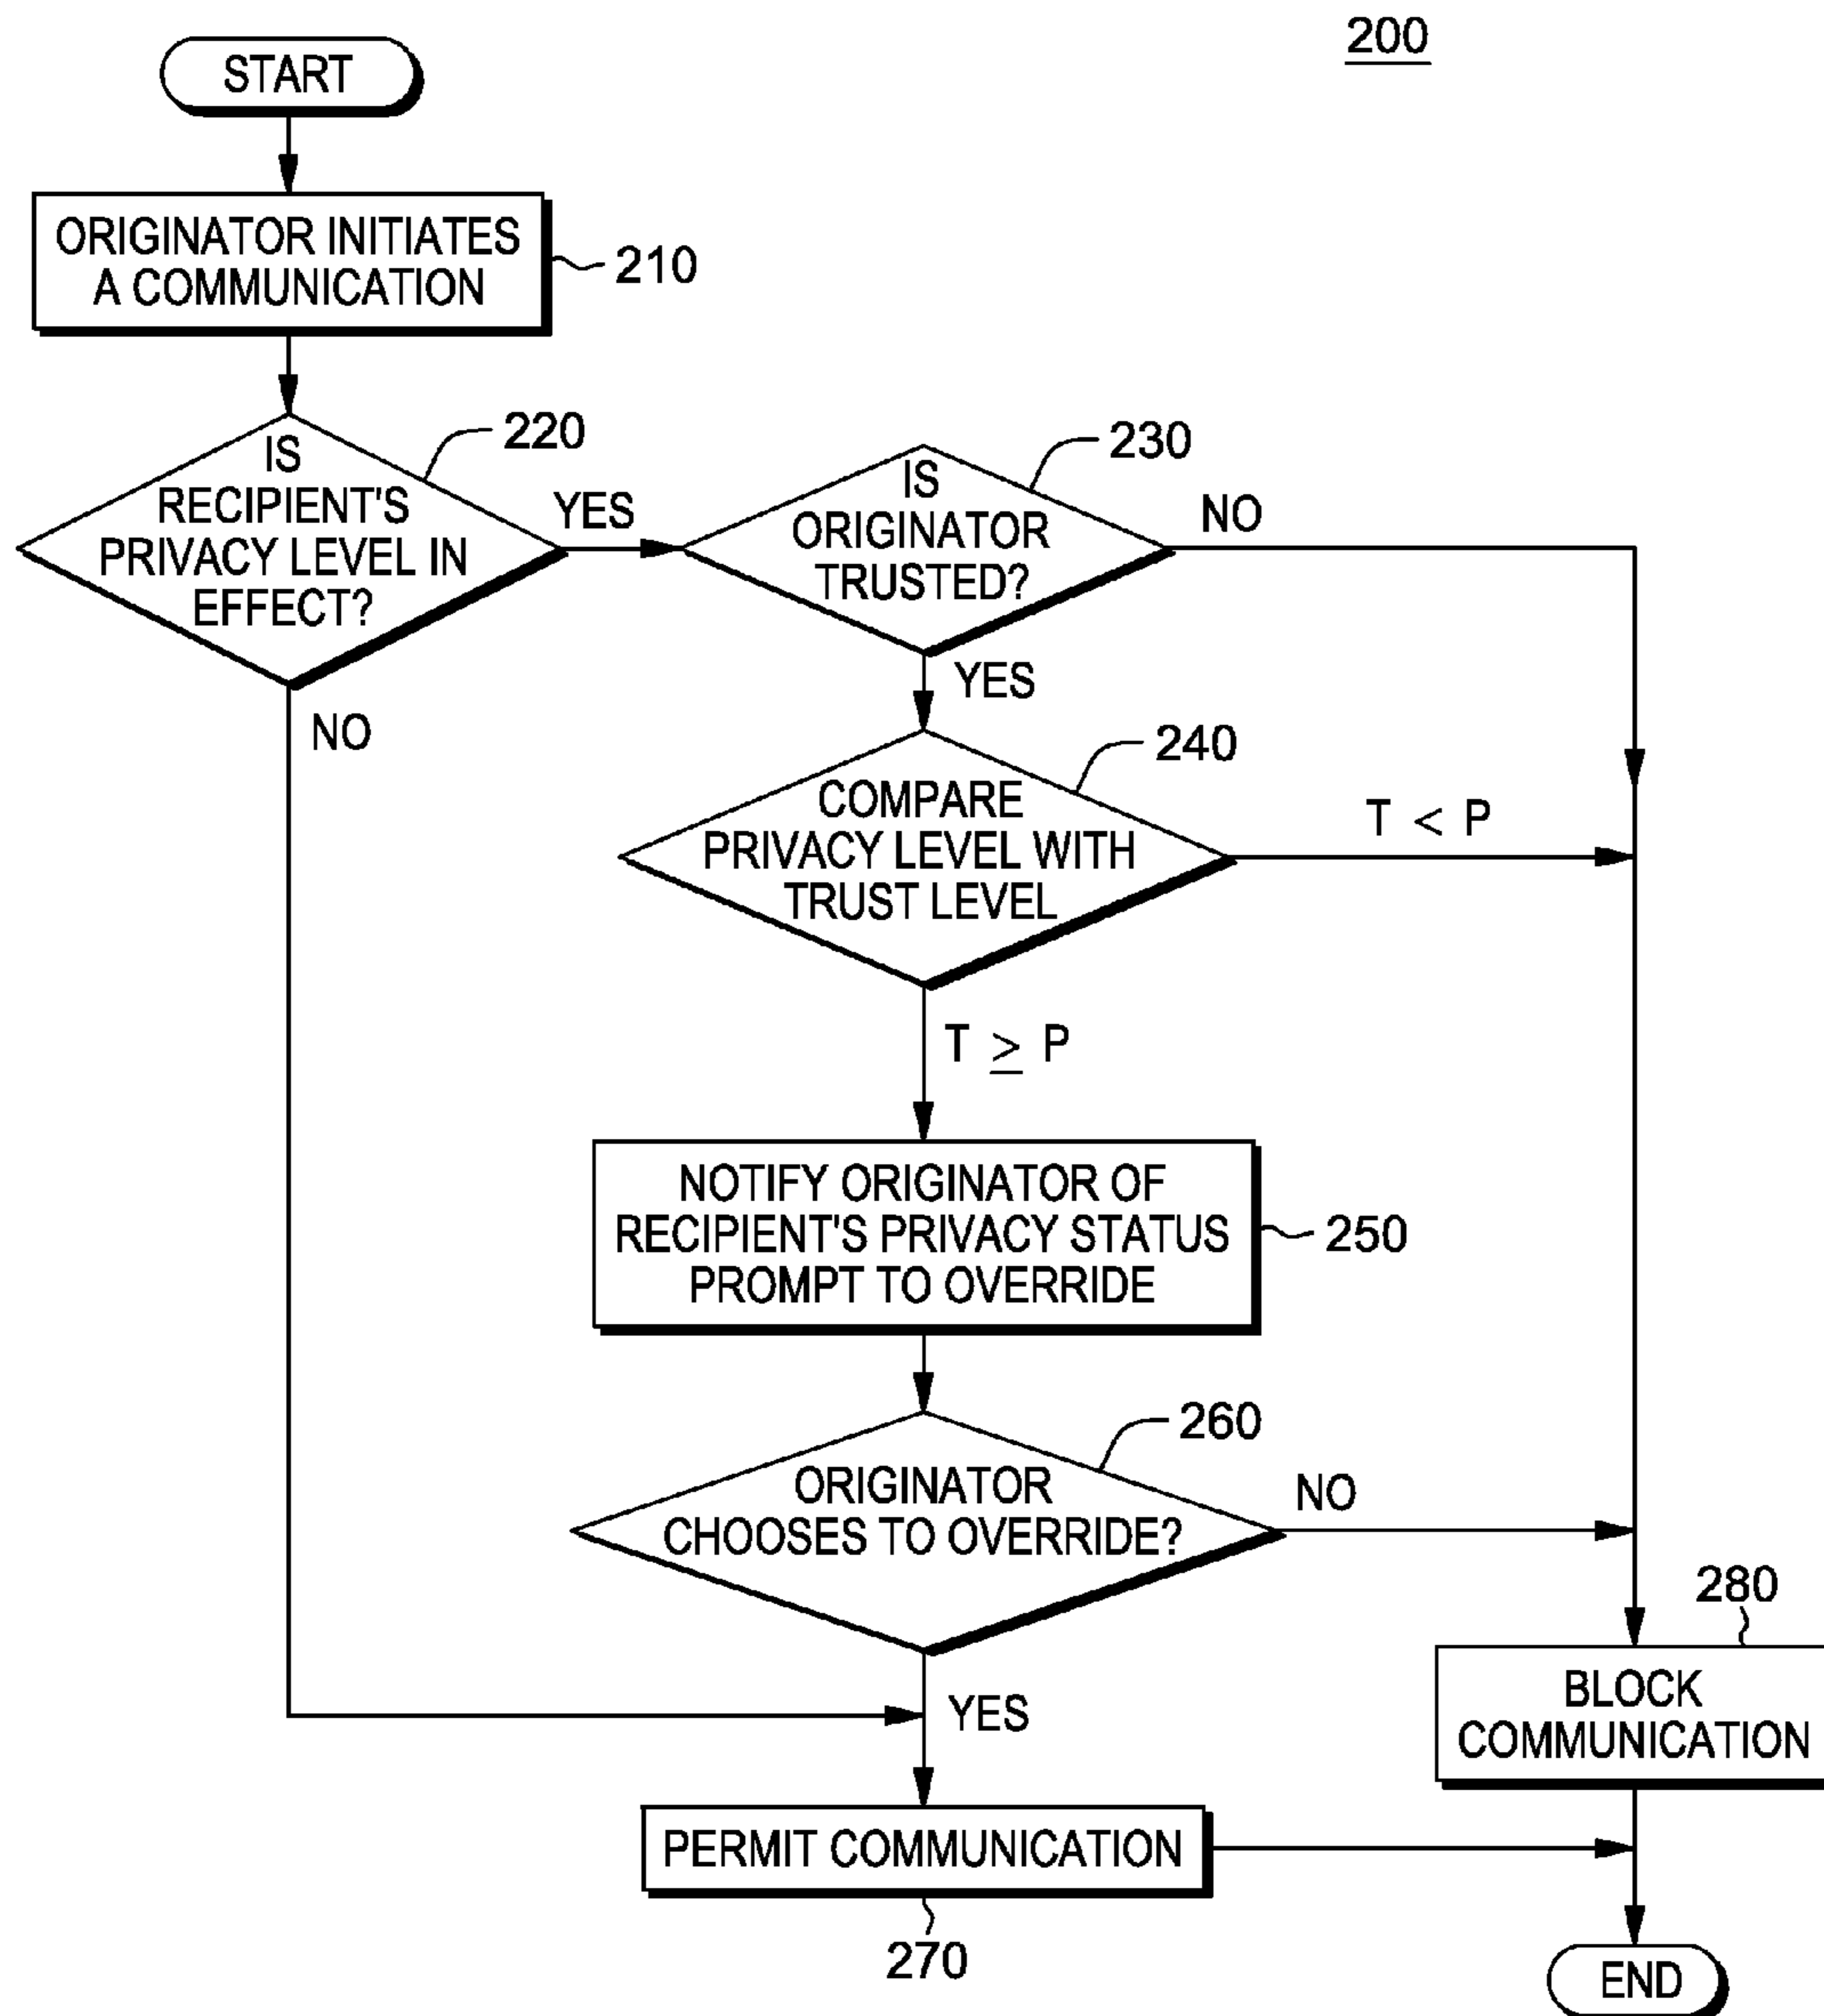 200
START
ORIGINATOR INITIATES
A COMMUNICATION
210
IS
RECIPIENT'S
PRIVACY LEVEL IN
EFFECT?
220
YES
NO
IS
ORIGINATOR
TRUSTED?
230
NO
YES
COMPARE
PRIVACY LEVEL WITH
TRUST LEVEL
240
T < P
T ≥ P
NOTIFY ORIGINATOR OF
RECIPIENT'S PRIVACY STATUS
PROMPT TO OVERRIDE
250
ORIGINATOR
CHOOSES TO OVERRIDE?
260
NO
YES
280
BLOCK
COMMUNICATION
PERMIT COMMUNICATION
270
END